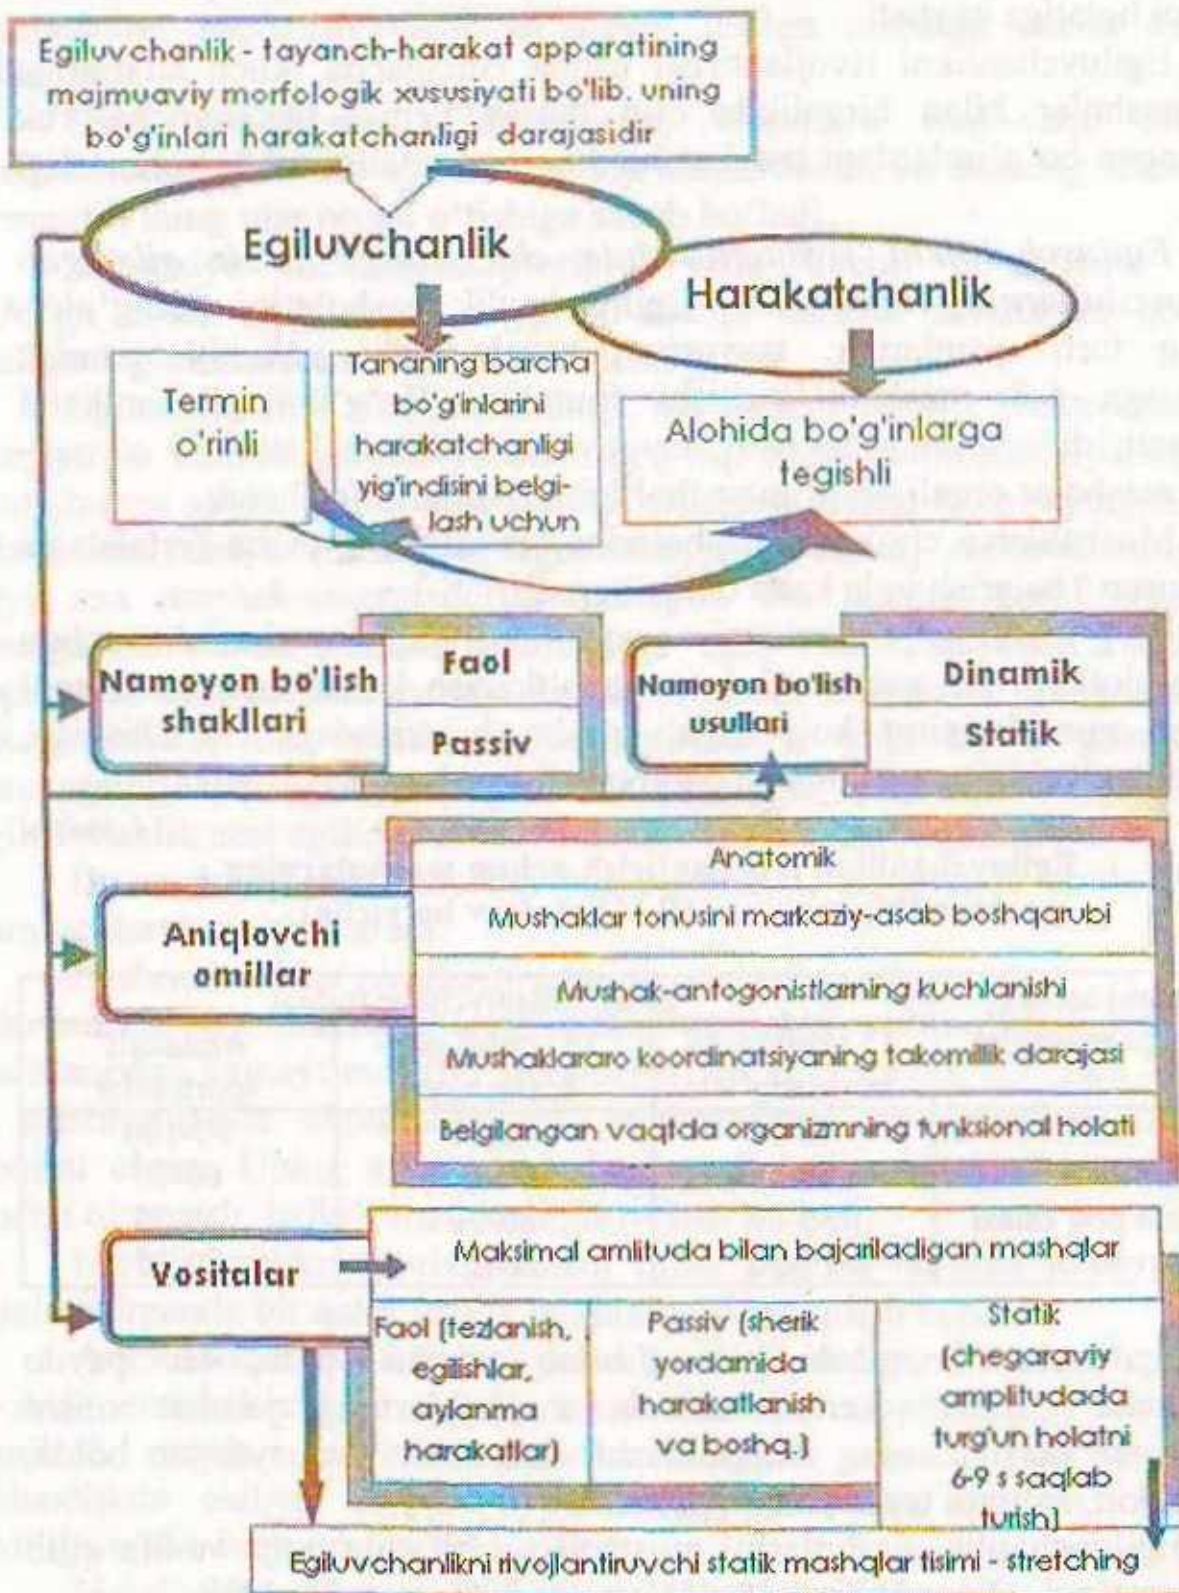 Egiluvchanlik - tayanch-harakat apparatining
majmuaviy morfologik xususiyati bo'lib. uning
bo'g'inlari harakatchanligi darajasidir
Egiluvchanlik
Harakatchanlik
Termin
o'rinli
Tananing barcha
bo'g'inlarini
harakatchanligi
yig'indisini belgi-
lash uchun
Alohida bo'g'inlarga
tegishli
Namoyon bo'lish
shakllari
Faol
Passiv
Namoyon bo'lish
usullari
Dinamik
Statik
Aniqlovchi
omillar
Anatomik
Mushaklar tonusini markaziy-asab boshqarubi
Mushak-antogonistlarning kuchlanishi
Mushaklararo koordinatsiyaning takomillik darajasi
Belgilangan vaqtda organizmning funksional holati
Vositalar
Maksimal amlituda bilan bajariladigan mashqlar
Faol (tezlanish,
egilishlar,
aylanma
harakatlar)
Passiv (sherik
yordamida
harakatlanish
va boshq.)
Statik
(chegaraviy
amplitudada
turg'un holatni
6-9 s saqlab
turish)
Egiluvchanlikni rivojlantiruvchi statik mashqlar tisimi - stretching